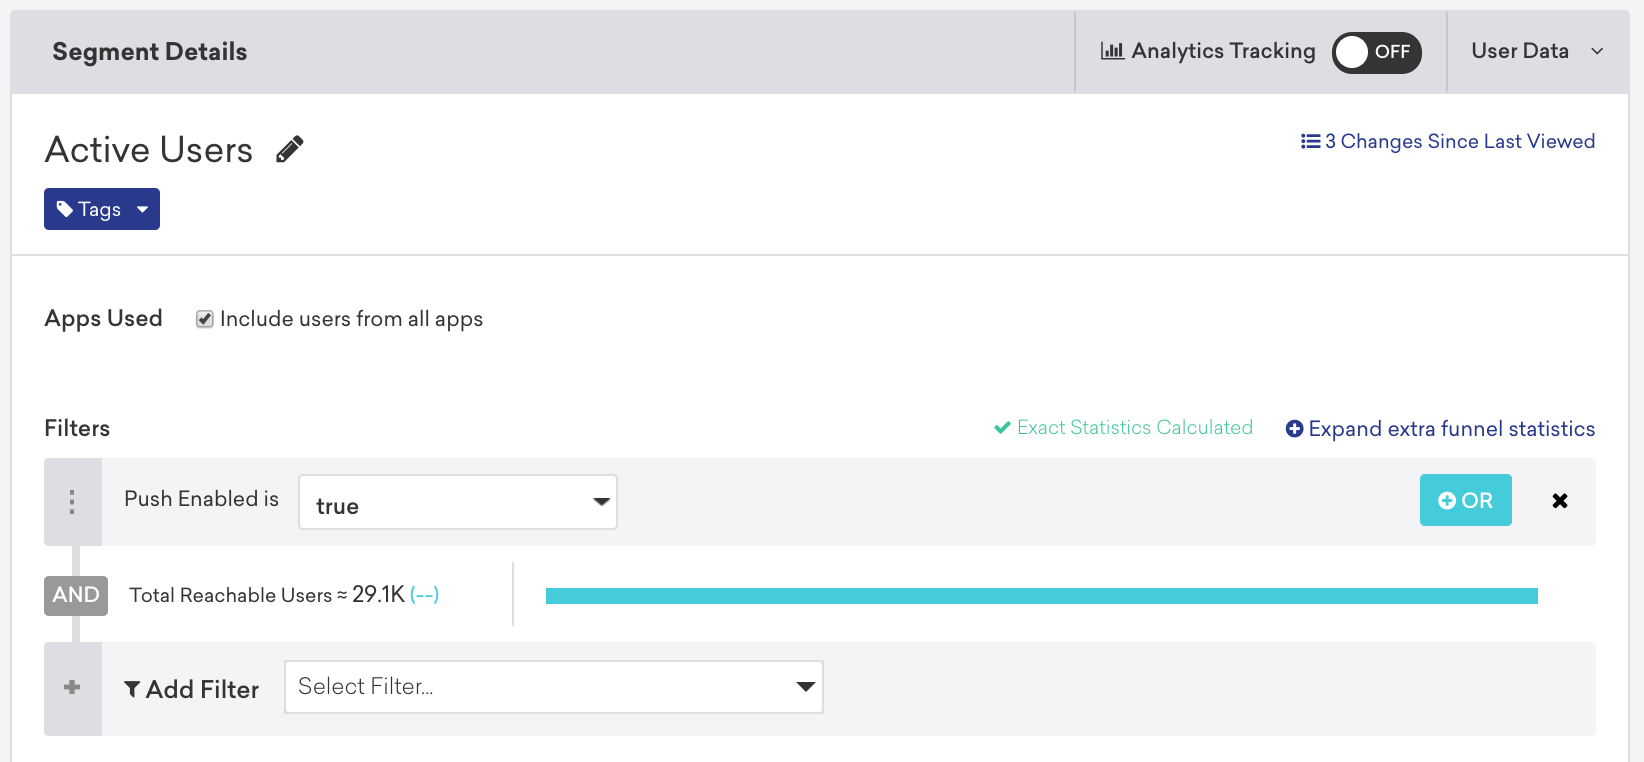 Segment Details
Analytics Tracking
OFF
User Data
Active Users
3 Changes Since Last Viewed
Tags
Apps Used
Include users from all apps
Filters
Exact Statistics Calculated
Expand extra funnel statistics
Push Enabled is
true
OR
AND
Total Reachable Users ≈ 29.1K (--)
Add Filter
Select Filter...